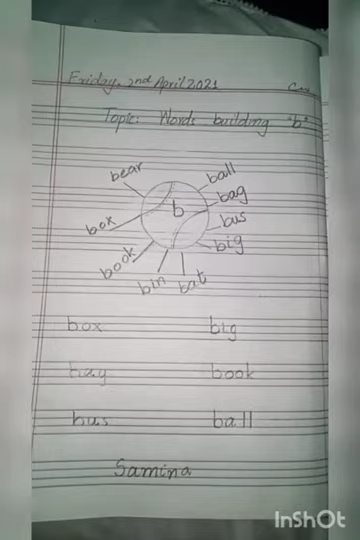 Friday, 2nd April 2021
Topic: Words building "b"
bear
ball
b
bag
box
bus
book
big
bin
bat
box big
bay book
bus ball
Samina
InShOt